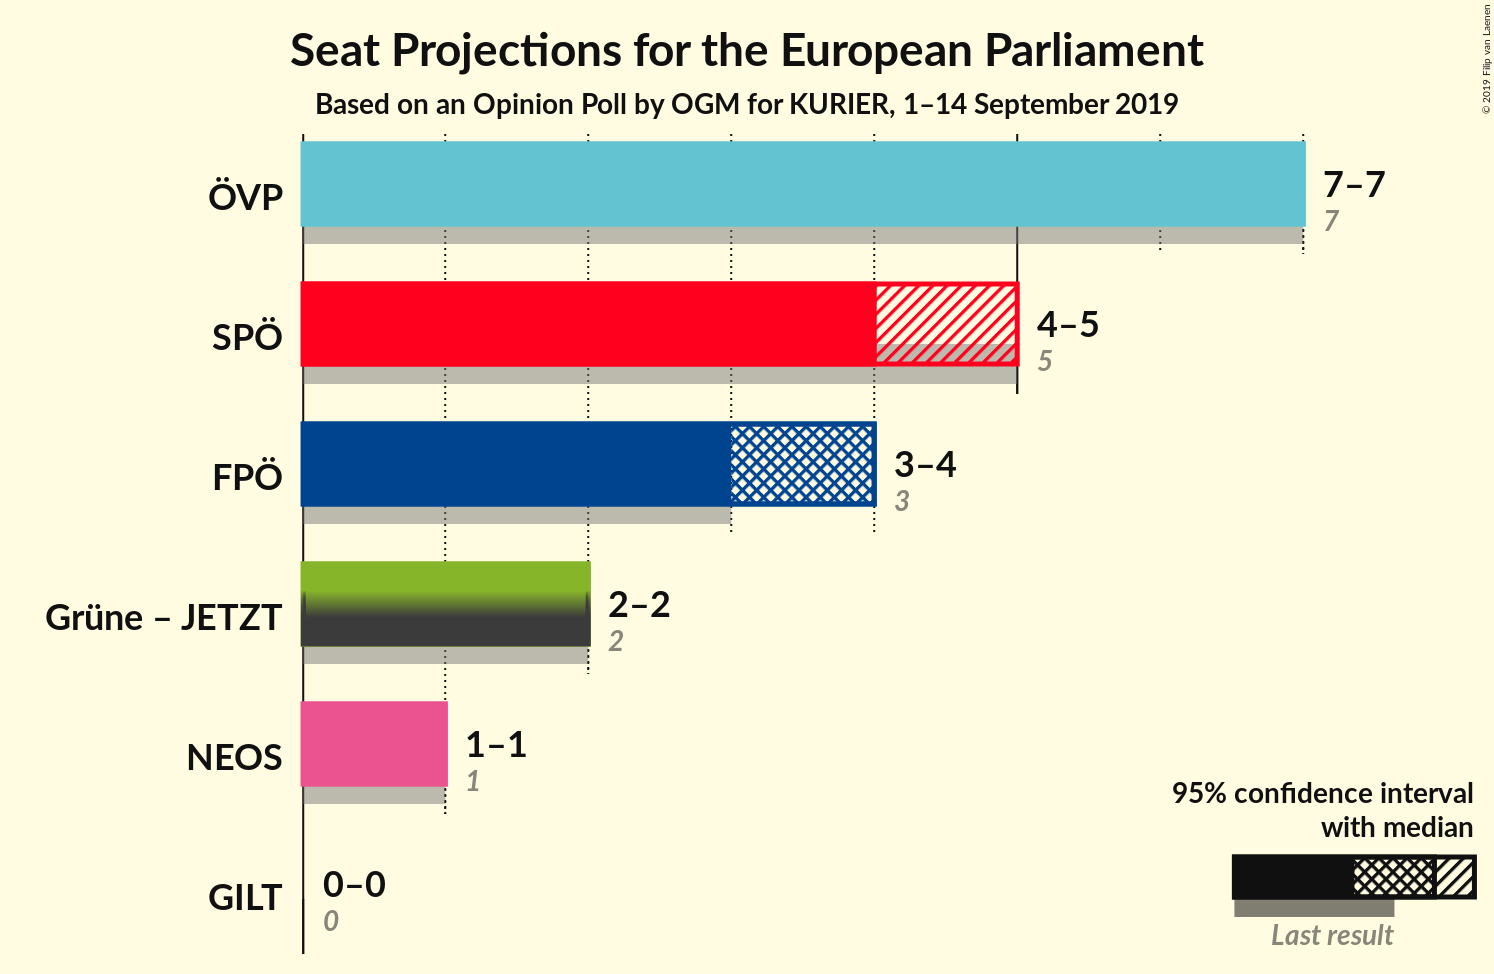 Seat Projections for the European Parliament
Based on an Opinion Poll by OGM for KURIER, 1–14 September 2019
© 2019 Filip van Laenen
ÖVP
7–7
7
SPÖ
4–5
5
FPÖ
3–4
3
Grüne – JETZT
2–2
2
NEOS
1–1
1
GILT
0–0
0
95% confidence interval
with median
Last result